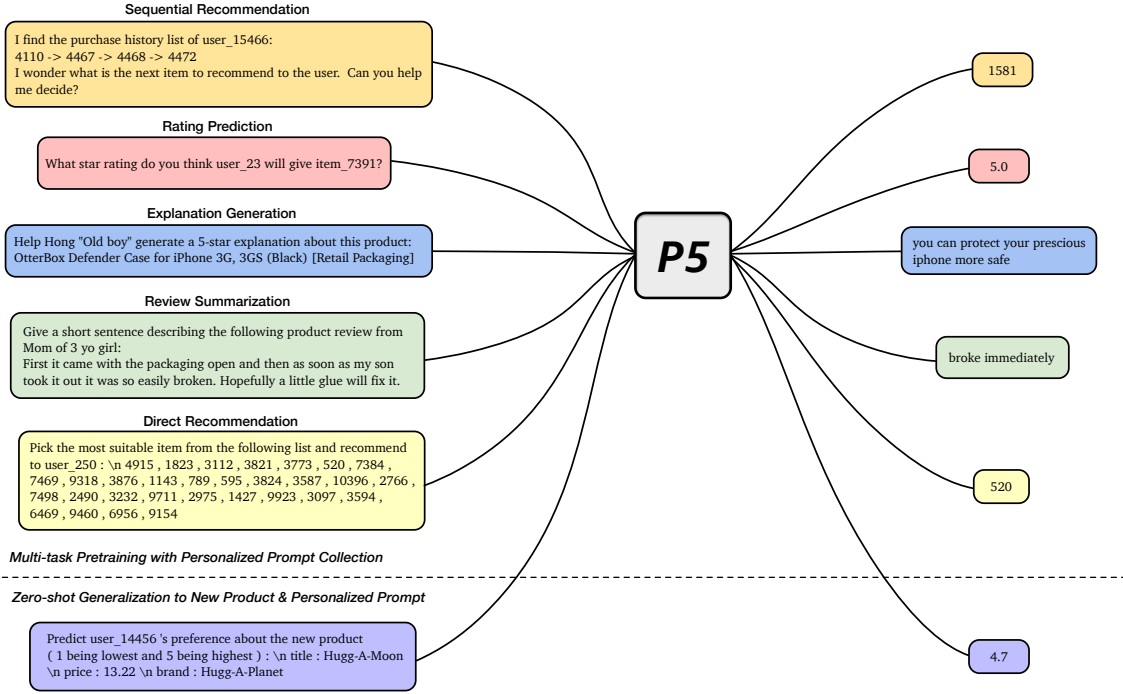 Sequential Recommendation
I find the purchase history list of user_15466:
4110 -> 4467 -> 4468 -> 4472
I wonder what is the next item to recommend to the user.  Can you help
me decide?
1581
Rating Prediction
What star rating do you think user_23 will give item_7391?
5.0
Explanation Generation
Help Hong "Old boy" generate a 5-star explanation about this product:
OtterBox Defender Case for iPhone 3G, 3GS (Black) [Retail Packaging]
P5
you can protect your prescious
iphone more safe
Review Summarization
Give a short sentence describing the following product review from
Mom of 3 yo girl:
First it came with the packaging open and then as soon as my son
took it out it was so easily broken. Hopefully a little glue will fix it.
broke immediately
Direct Recommendation
Pick the most suitable item from the following list and recommend
to user_250 : \n 4915 , 1823 , 3112 , 3821 , 3773 , 520 , 7384 ,
7469 , 9318 , 3876 , 1143 , 789 , 595 , 3824 , 3587 , 10396 , 2766 ,
7498 , 2490 , 3232 , 9711 , 2975 , 1427 , 9923 , 3097 , 3594 ,
6469 , 9460 , 6956 , 9154
520
Multi-task Pretraining with Personalized Prompt Collection
Zero-shot Generalization to New Product & Personalized Prompt
Predict user_14456 's preference about the new product
( 1 being lowest and 5 being highest ) : \n title : Hugg-A-Moon
\n price : 13.22 \n brand : Hugg-A-Planet
4.7